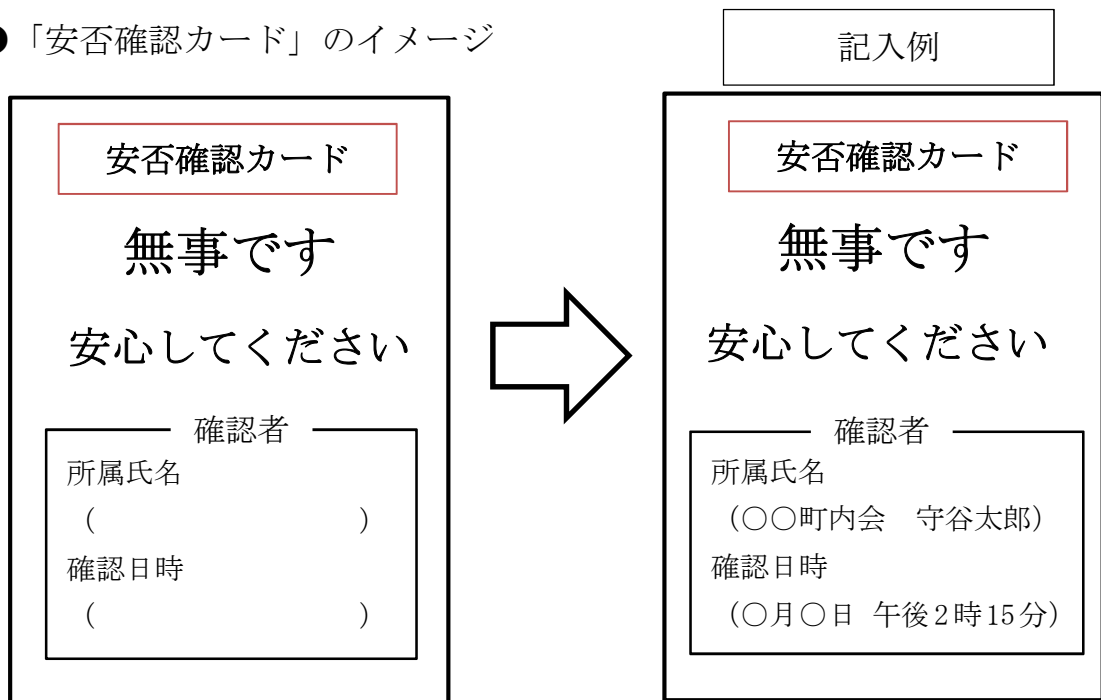 ●「安否確認カード」のイメージ
安否確認カード
無事です
安心してください
確認者
所属氏名
(　　　　　　　　)
確認日時
(　　　　　　　　)
記入例
安否確認カード
無事です
安心してください
確認者
所属氏名
(○○町内会　守谷太郎)
確認日時
(○月○日 午後2時15分)